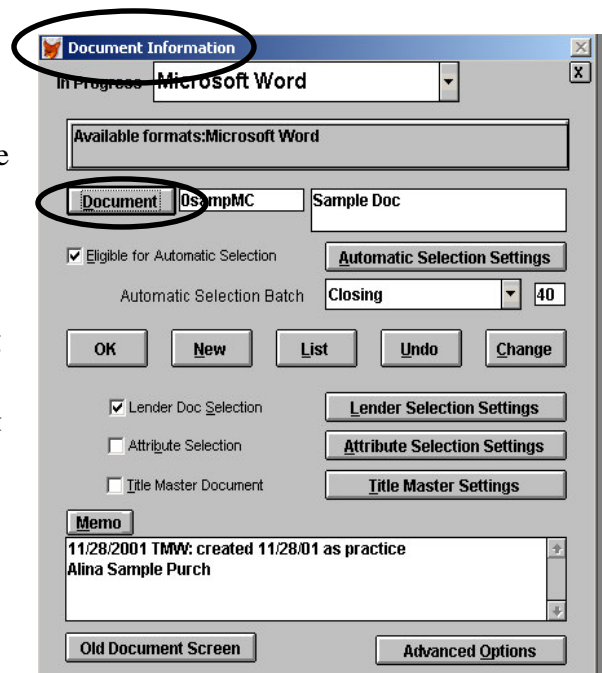 Document Information
In Progress Microsoft Word
X
Available formats:Microsoft Word
e
Document 0sampMC Sample Doc
Eligible for Automatic Selection Automatic Selection Settings
Automatic Selection Batch Closing 40
OK New List Undo Change
Lender Doc Selection Lender Selection Settings
Attribute Selection Attribute Selection Settings
Title Master Document Title Master Settings
Memo
11/28/2001 TMW: created 11/28/01 as practice
Alina Sample Purch
Old Document Screen Advanced Options